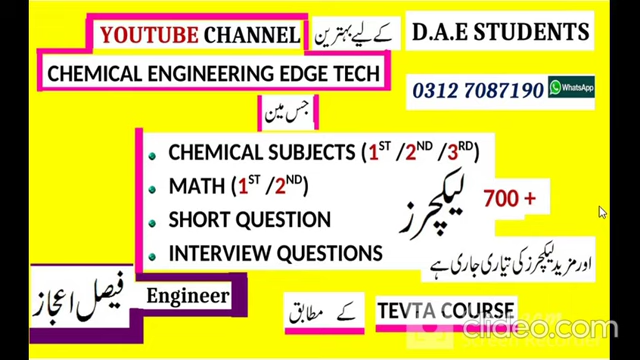 D.A.E STUDENTS کے لیے بہترین YOUTUBE CHANNEL
CHEMICAL ENGINEERING EDGE TECH
0312 7087190 WhatsApp
جس مین
CHEMICAL SUBJECTS (1ST /2ND /3RD)
MATH (1ST /2ND)
SHORT QUESTION
INTERVIEW QUESTIONS
700 + لیکچرز
اور مزید لیکچرز کی تیاری جاری ہے
Engineer فیصل اعجاز
TEVTA COURSE کے مطابق
clideo.com